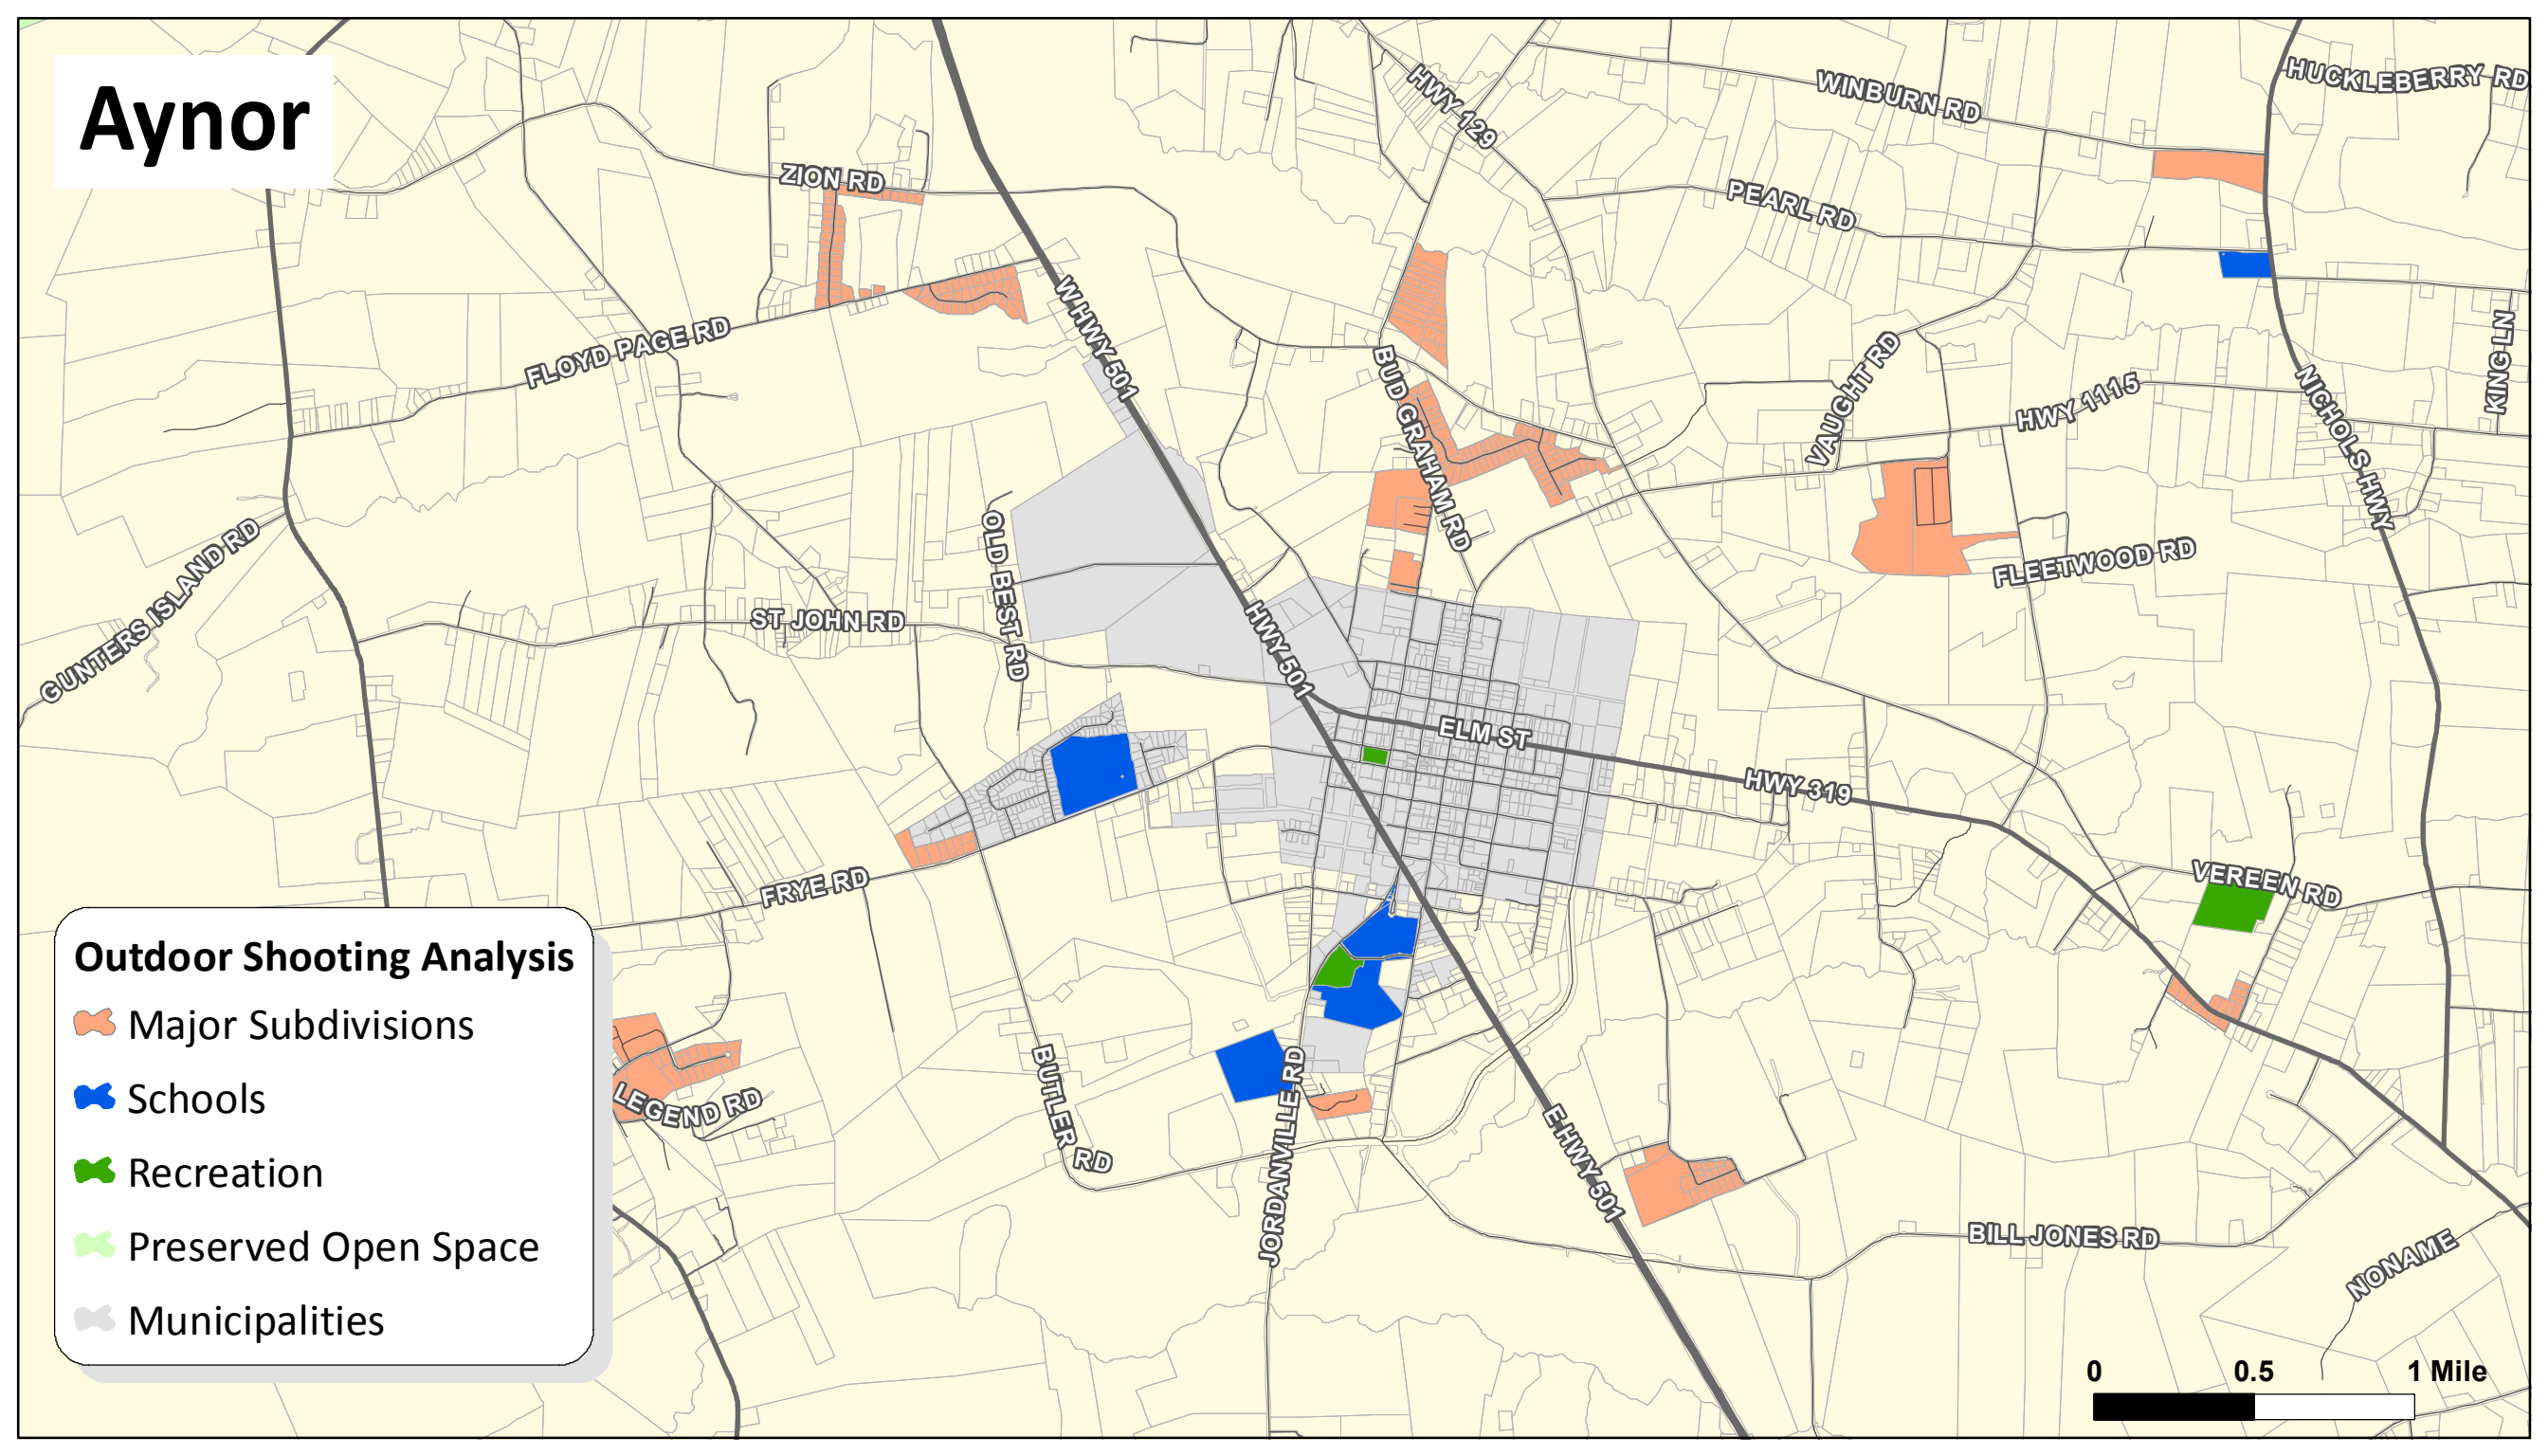 Aynor
HUCKLEBERRY RD
WINBURN RD
HWY 129
ZION RD
PEARL RD
W HWY 501
FLOYD PAGE RD
BUD GRAHAM RD
VAUGHT RD
HWY 1115
KING LN
NICHOLS HWY
GUNTERS ISLAND RD
OLD BEST RD
FLEETWOOD RD
ST JOHN RD
HWY 501
ELM ST
HWY 319
FRYE RD
VEREEN RD
LEGEND RD
BUTLER RD
JORDANVILLE RD
E HWY 501
BILL JONES RD
NONAME
Outdoor Shooting Analysis
Major Subdivisions
Schools
Recreation
Preserved Open Space
Municipalities
0 0.5 1 Mile